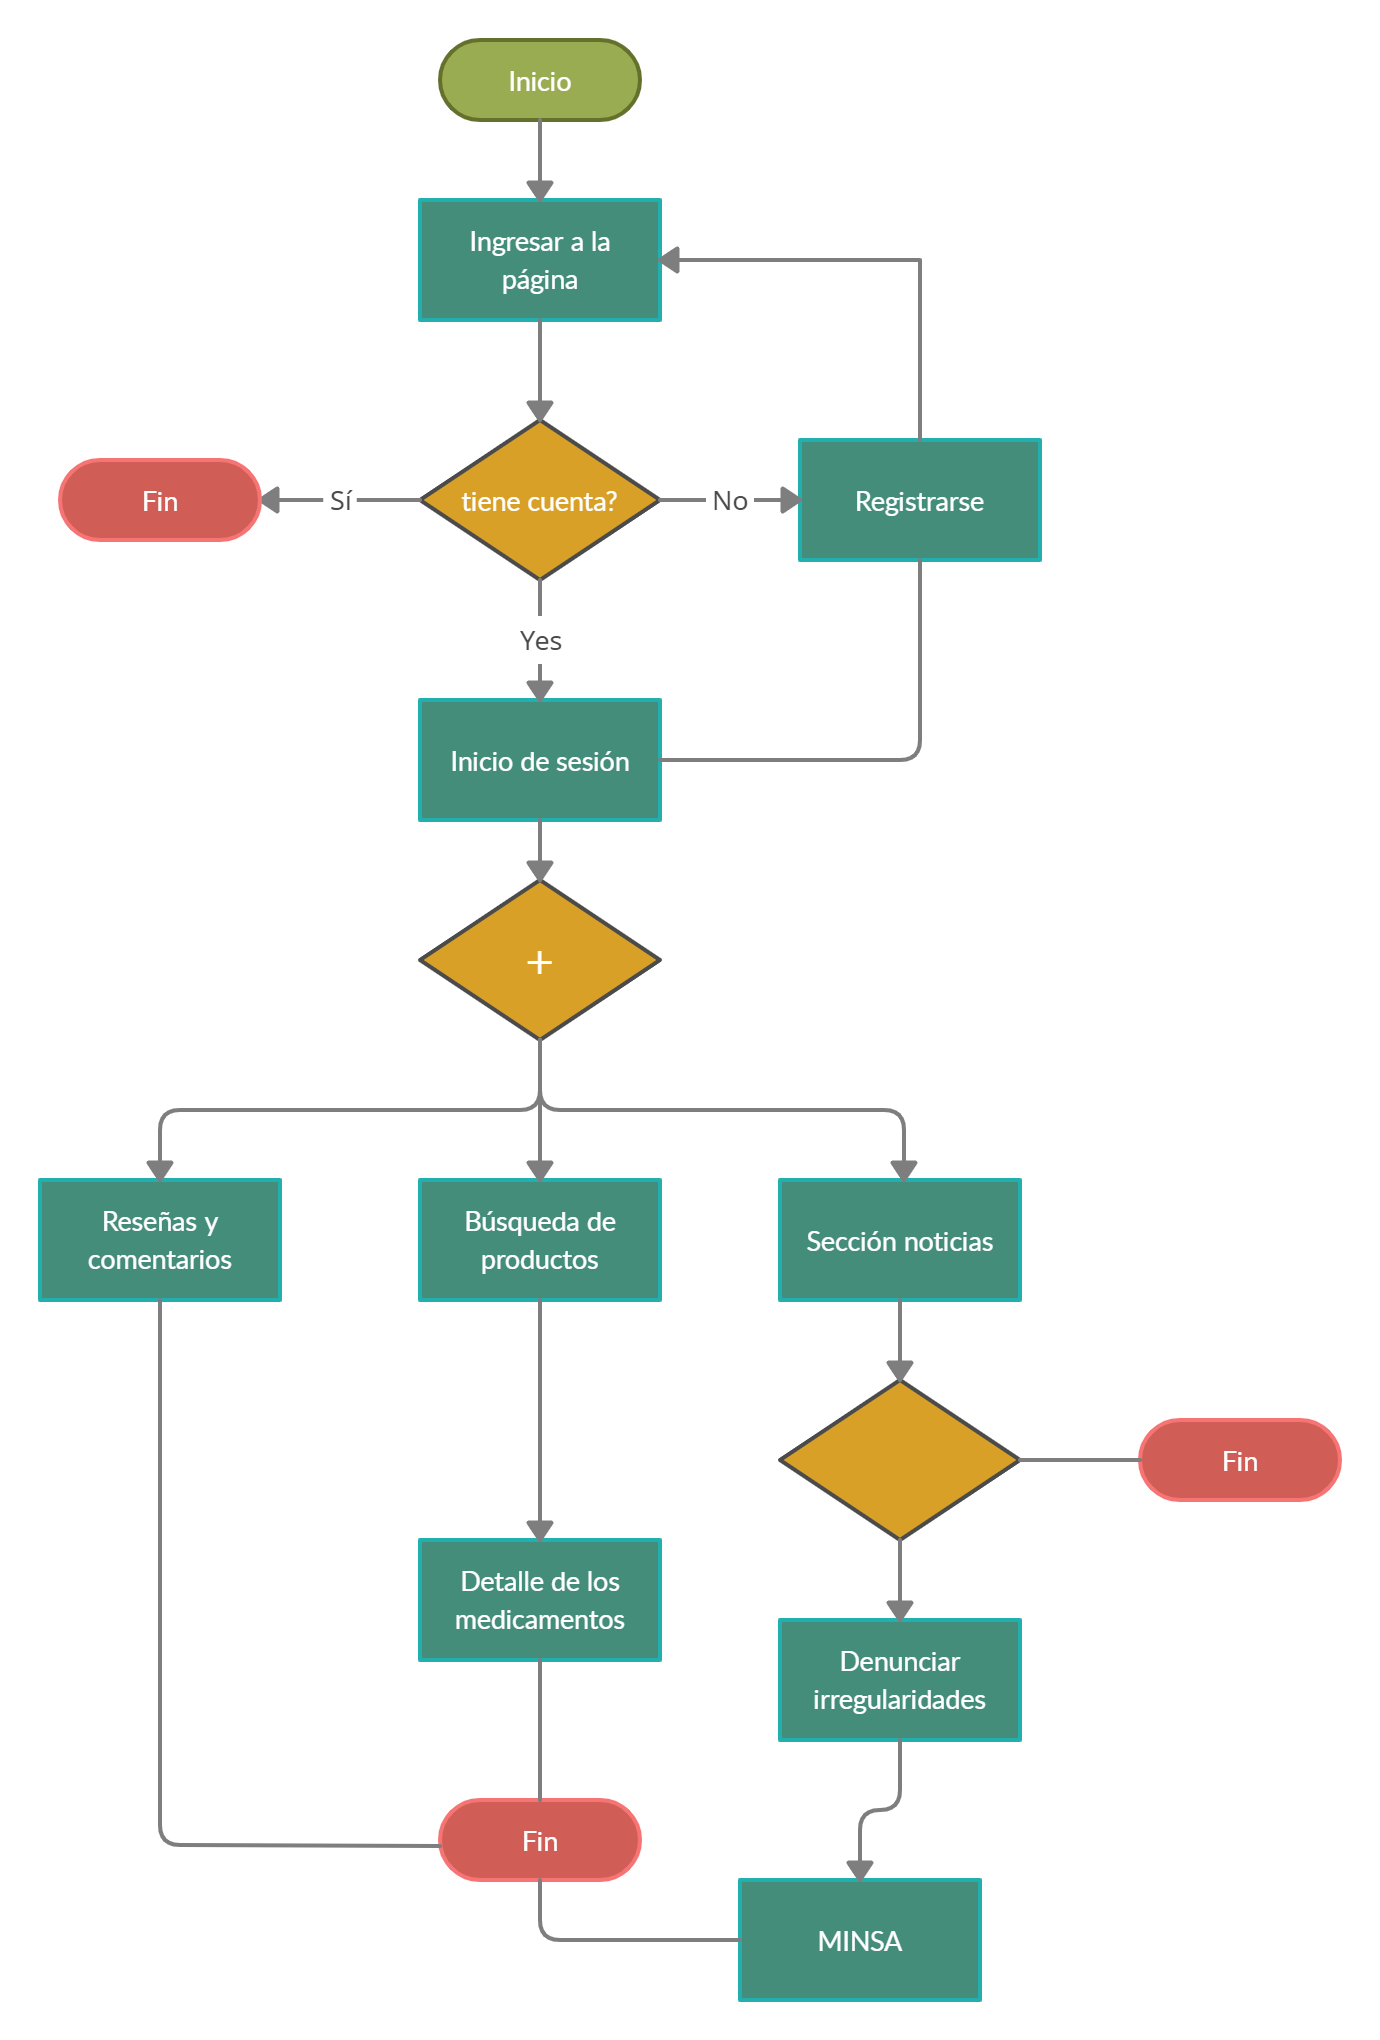 Inicio
Ingresar a la
página
Fin
Sí
tiene cuenta?
No
Registrarse
Yes
Inicio de sesión
+
Reseñas y
comentarios
Búsqueda de
productos
Sección noticias
Fin
Detalle de los
medicamentos
Denunciar
irregularidades
Fin
MINSA